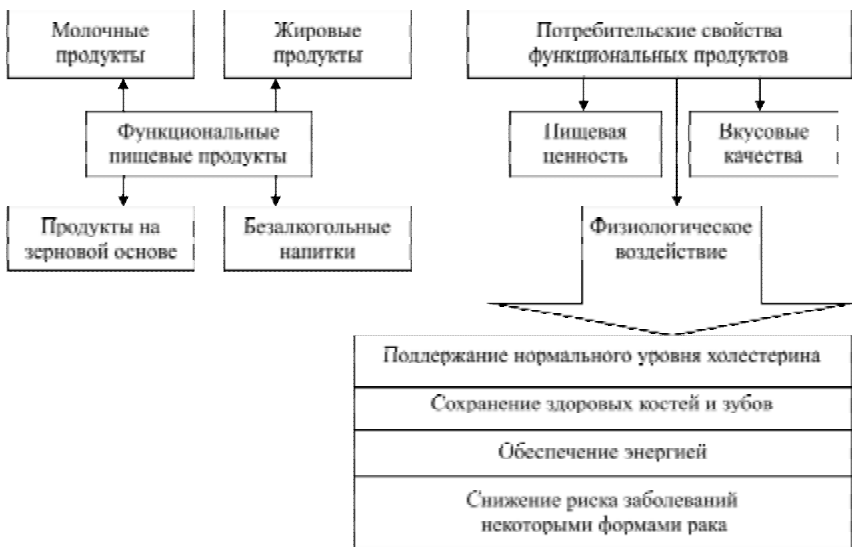 Молочные
продукты
Жировые
продукты
Потребительские свойства
функциональных продуктов
Функциональные
пищевые продукты
Пищевая
ценность
Вкусовые
качества
Продукты на
зерновой основе
Безалкогольные
напитки
Физиологическое
воздействие
Поддержание нормального уровня холестерина
Сохранение здоровых костей и зубов
Обеспечение энергией
Снижение риска заболеваний
некоторыми формами рака